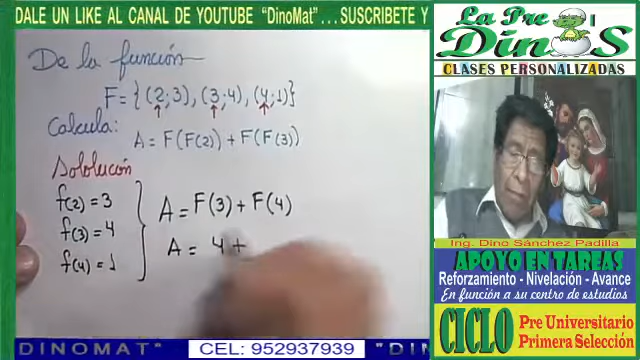 DALE UN LIKE AL CANAL DE YOUTUBE "DinoMat"...SUSCRIBETE Y
La Pre
DinoS
CLASES PERSONALIZADAS
De la función
F = { (2;3), (3;4), (4;1)}
Calcula:
A = F(F(2)) + F(F(3))
Sololución
f(2) = 3
f(3) = 4
f(4) = 1
A = F(3) + F(4)
A = 4 +
Ing. Dino Sánchez Padilla
APOYO EN TAREAS
Reforzamiento - Nivelación - Avance
En función a su centro de estudios
CICLO Pre Universitario
Primera Selección
DINOMAT"
CEL: 952937939
"DIN